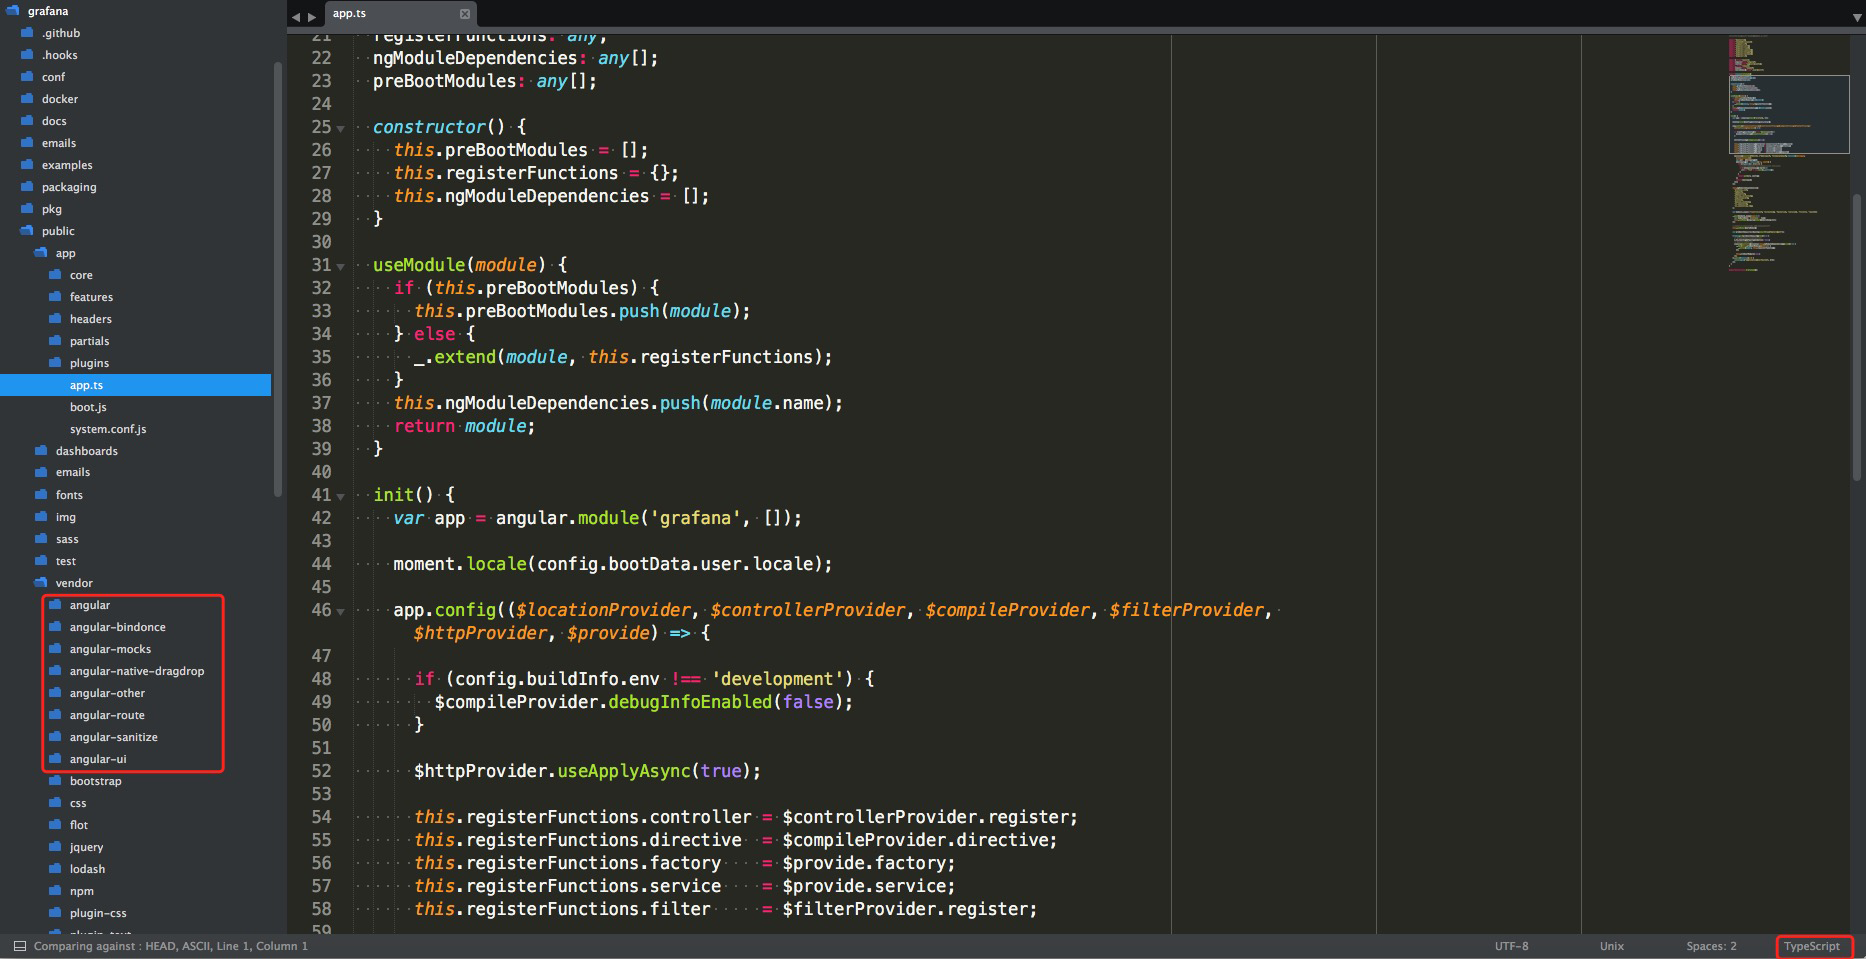 grafana
.github
.hooks
conf
docker
docs
emails
examples
packaging
pkg
public
app
core
features
headers
partials
plugins
app.ts
boot.js
system.conf.js
dashboards
emails
fonts
img
sass
test
vendor
angular
angular-bindonce
angular-mocks
angular-native-dragdrop
angular-other
angular-route
angular-sanitize
angular-ui
bootstrap
css
flot
jquery
lodash
npm
plugin-css
plugin-text
app.ts
21 registerFunctions: any;
22 ngModuleDependencies: any[];
23 preBootModules: any[];
24
25 constructor() {
26 this.preBootModules = [];
27 this.registerFunctions = {};
28 this.ngModuleDependencies = [];
29 }
30
31 useModule(module) {
32 if (this.preBootModules) {
33 this.preBootModules.push(module);
34 } else {
35 _.extend(module, this.registerFunctions);
36 }
37 this.ngModuleDependencies.push(module.name);
38 return module;
39 }
40
41 init() {
42 var app = angular.module('grafana', []);
43
44 moment.locale(config.bootData.user.locale);
45
46 app.config(($locationProvider, $controllerProvider, $compileProvider, $filterProvider,
$httpProvider, $provide) => {
47
48 if (config.buildInfo.env !== 'development') {
49 $compileProvider.debugInfoEnabled(false);
50 }
51
52 $httpProvider.useApplyAsync(true);
53
54 this.registerFunctions.controller = $controllerProvider.register;
55 this.registerFunctions.directive = $compileProvider.directive;
56 this.registerFunctions.factory = $provide.factory;
57 this.registerFunctions.service = $provide.service;
58 this.registerFunctions.filter = $filterProvider.register;
59
Comparing against : HEAD, ASCII, Line 1, Column 1
UTF-8
Unix
Spaces: 2
TypeScript